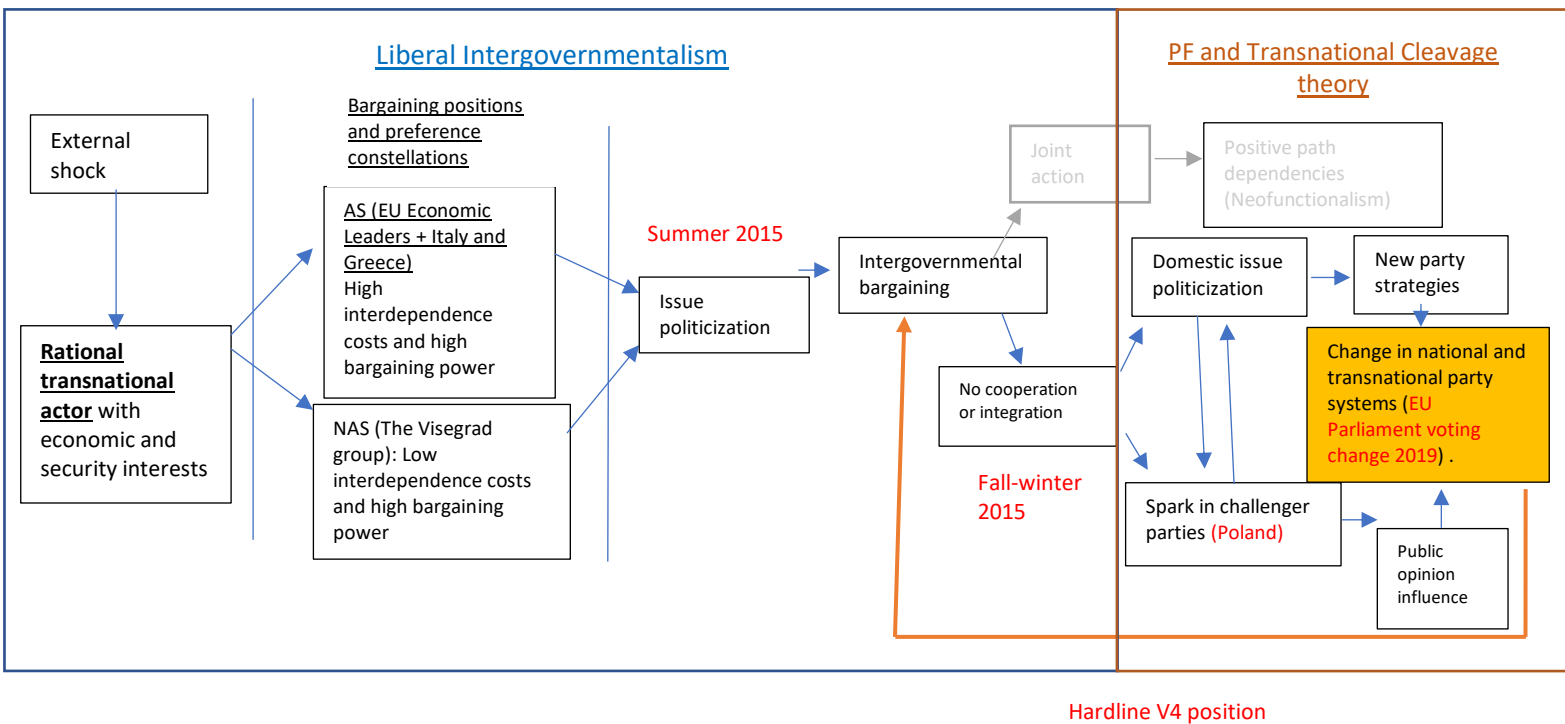 Liberal Intergovernmentalism
PF and Transnational Cleavage
theory
External
shock
Bargaining positions
and preference
constellations
Rational
transnational
actor with
economic and
security interests
AS (EU Economic
Leaders + Italy and
Greece)
High
interdependence
costs and high
bargaining power
NAS (The Visegrad
group): Low
interdependence costs
and high bargaining
power
Summer 2015
Issue
politicization
Intergovernmental
bargaining
Joint
action
Positive path
dependencies
(Neofunctionalism)
No cooperation
or integration
Fall-winter
2015
Domestic issue
politicization
New party
strategies
Change in national and
transnational party
systems (EU
Parliament voting
change 2019) .
Spark in challenger
parties (Poland)
Public
opinion
influence
Hardline V4 position